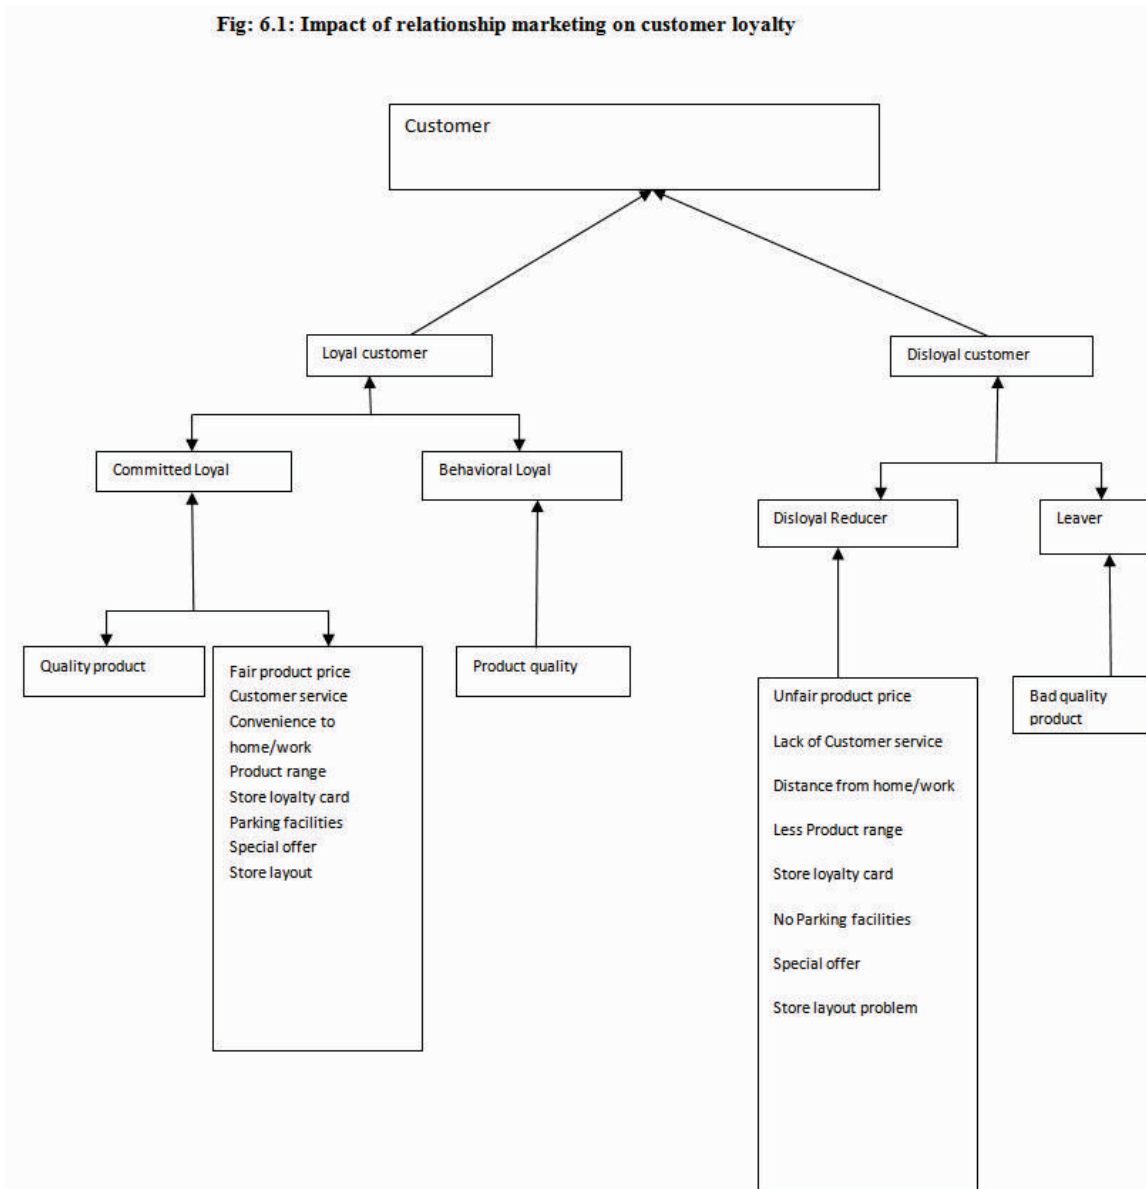 Fig: 6.1: Impact of relationship marketing on customer loyalty
Customer
Loyal customer
Disloyal customer
Committed Loyal
Behavioral Loyal
Disloyal Reducer
Leaver
Quality product
Fair product price
Customer service
Convenience to
home/work
Product range
Store loyalty card
Parking facilities
Special offer
Store layout
Product quality
Unfair product price
Lack of Customer service
Distance from home/work
Less Product range
Store loyalty card
No Parking facilities
Special offer
Store layout problem
Bad quality
product